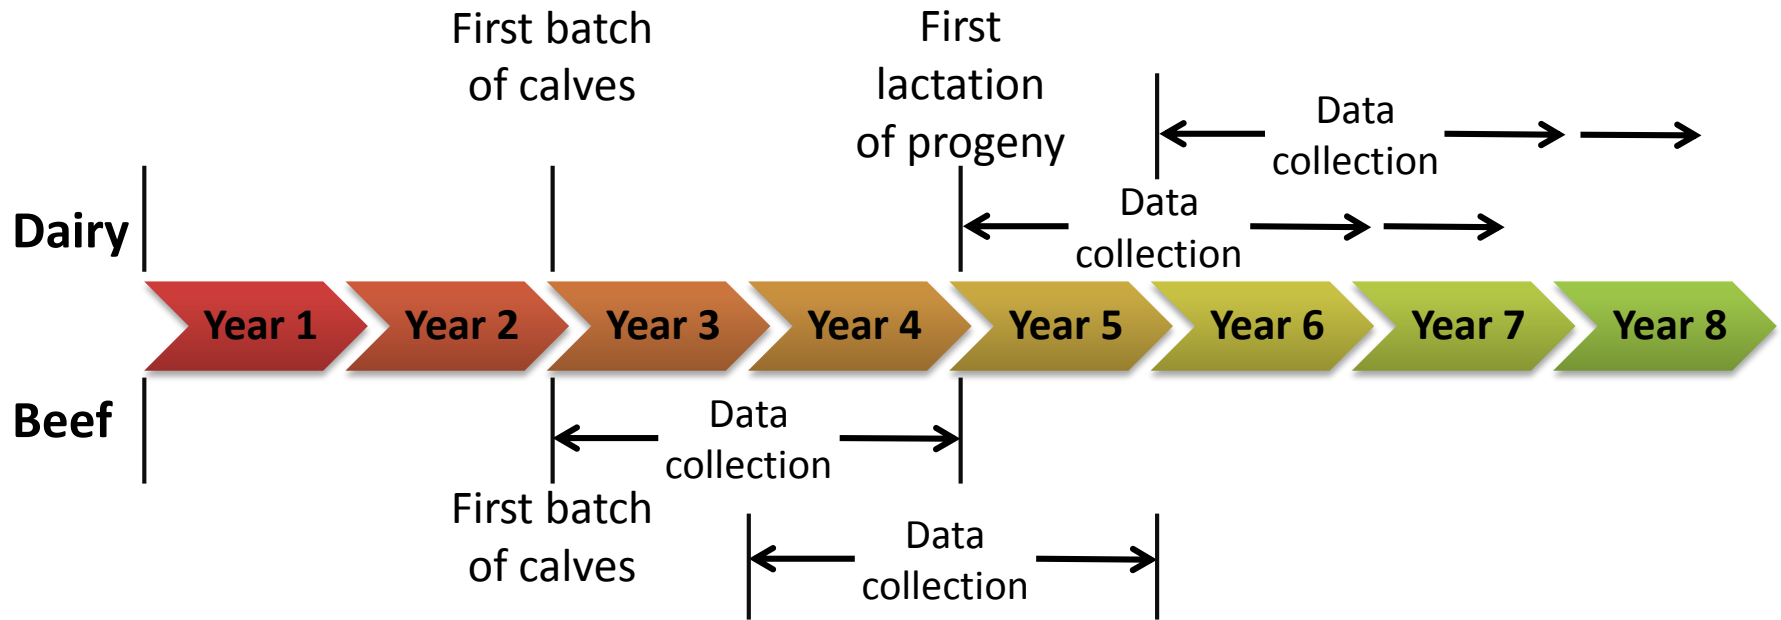 First batch
of calves
First
lactation
of progeny
Data
collection
Data
collection
Dairy
Year 1
Year 2
Year 3
Year 4
Year 5
Year 6
Year 7
Year 8
Beef
Data
collection
First batch
of calves
Data
collection